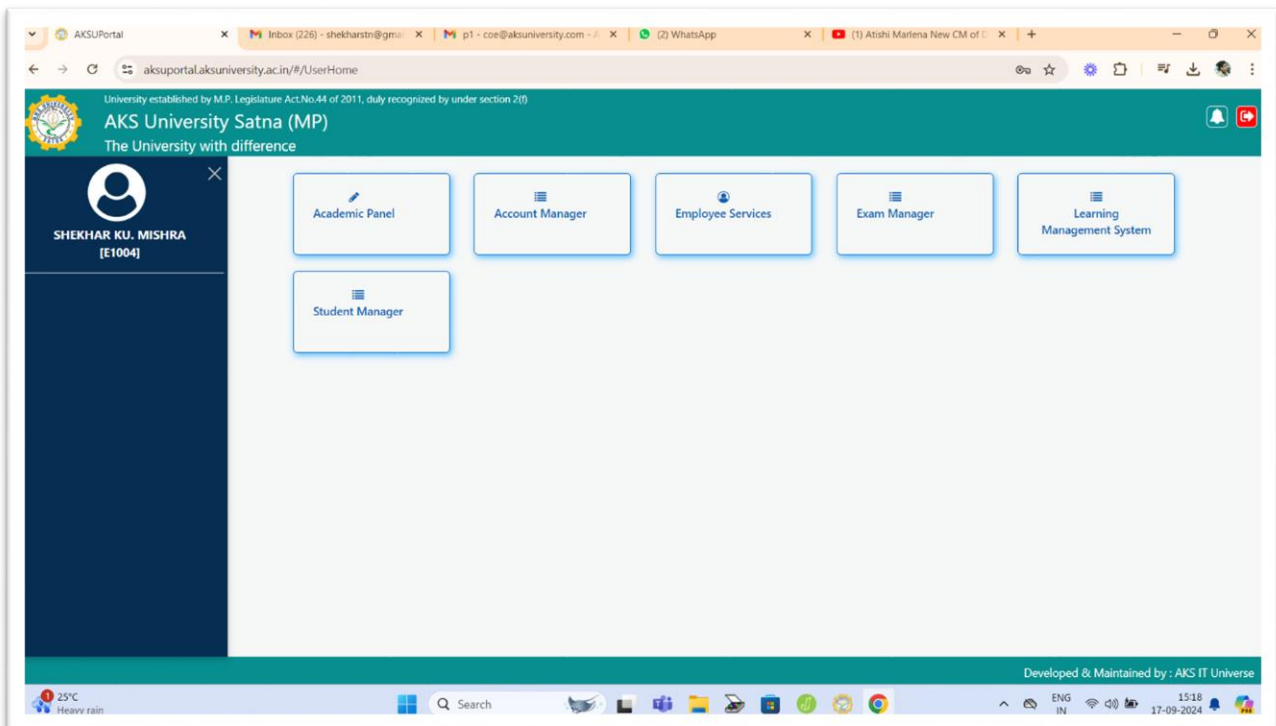 AKSUPortal
Inbox (226) - shekharstn@gma
p1 - coe@aksuniversity.com - A
(2) WhatsApp
(1) Atishi Marlena New CM of D
aksuportal.aksuniversity.ac.in/#/UserHome
University established by M.P. Legislature Act.No.44 of 2011, duly recognized by under section 2(f)
AKS University Satna (MP)
The University with difference
SHEKHAR KU. MISHRA
[E1004]
Academic Panel
Account Manager
Employee Services
Exam Manager
Learning
Management System
Student Manager
Developed & Maintained by : AKS IT Universe
1
25°C
Heavy rain
Search
ENG
IN
15:18
17-09-2024